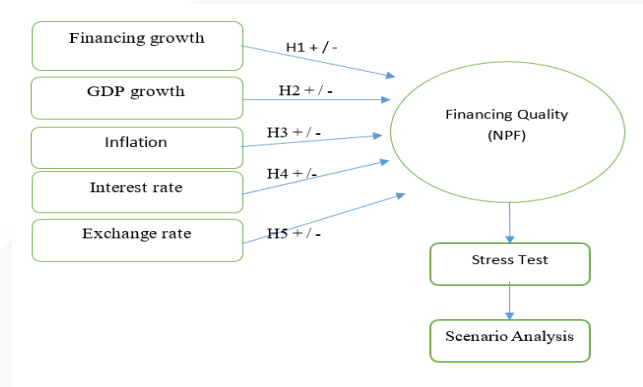 Financing growth
H1 + / -
GDP growth
H2 + / -
Inflation
H3 + / -
Interest rate
H4 + /-
Exchange rate
H5 + / -
Financing Quality
(NPF)
Stress Test
Scenario Analysis